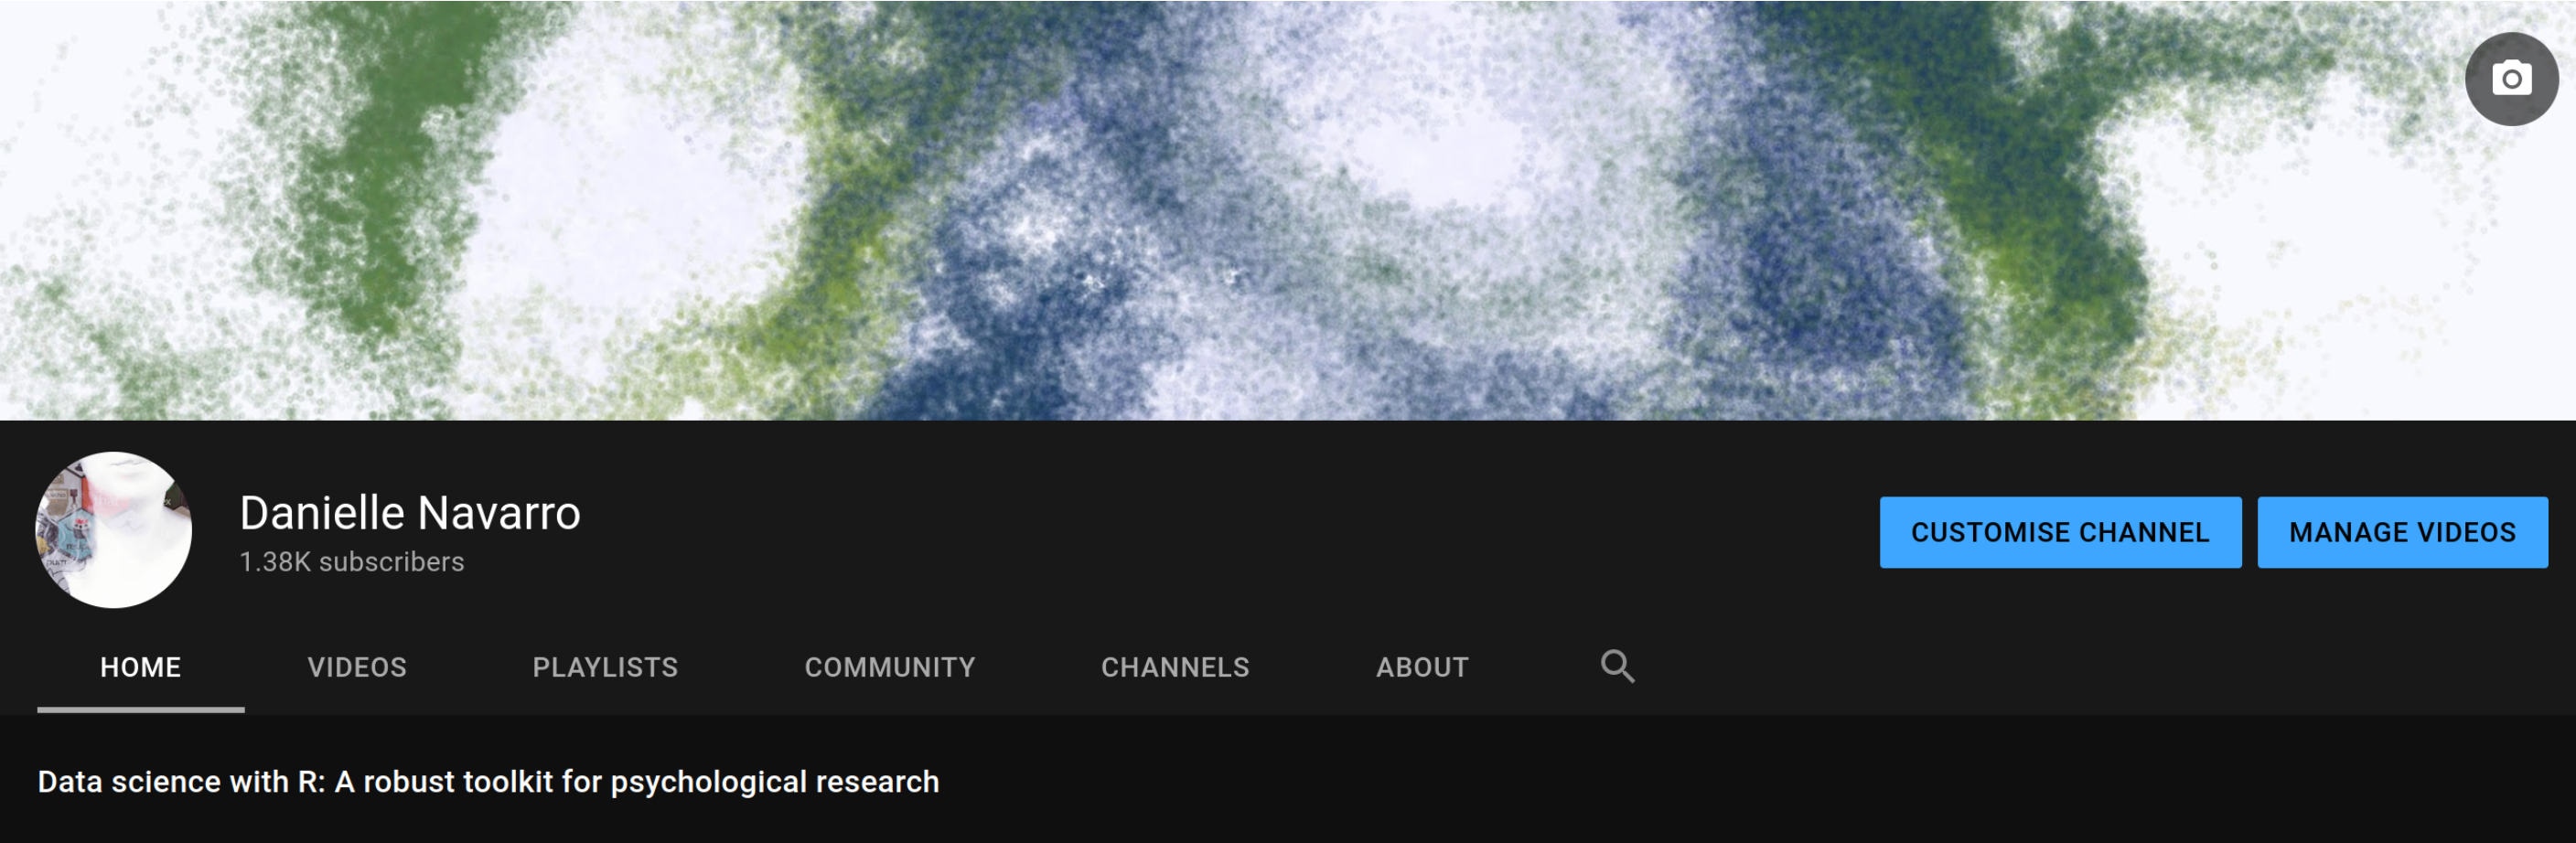 Danielle Navarro
1.38K subscribers
CUSTOMISE CHANNEL
MANAGE VIDEOS
HOME
VIDEOS
PLAYLISTS
COMMUNITY
CHANNELS
ABOUT
Data science with R: A robust toolkit for psychological research